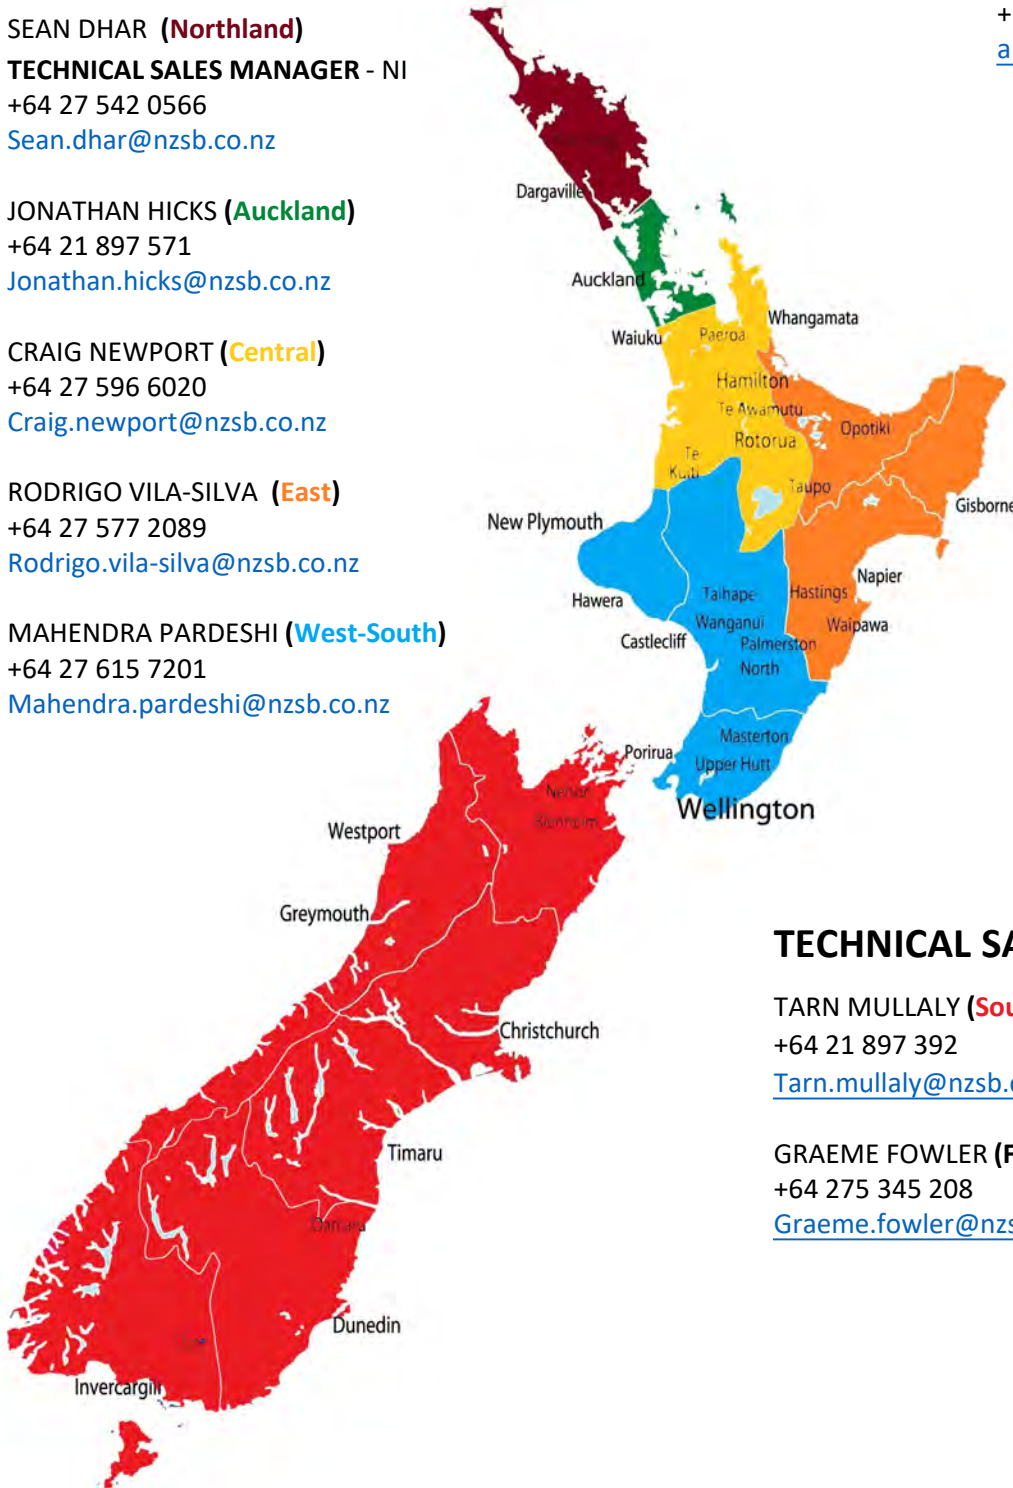 SEAN DHAR (Northland)
TECHNICAL SALES MANAGER - NI
+64 27 542 0566
Sean.dhar@nzsb.co.nz
JONATHAN HICKS (Auckland)
+64 21 897 571
Jonathan.hicks@nzsb.co.nz
CRAIG NEWPORT (Central)
+64 27 596 6020
Craig.newport@nzsb.co.nz
RODRIGO VILA-SILVA (East)
+64 27 577 2089
Rodrigo.vila-silva@nzsb.co.nz
MAHENDRA PARDESHI (West-South)
+64 27 615 7201
Mahendra.pardeshi@nzsb.co.nz
+
a
Dargaville
Auckland
Waiuku
Paeroa
Whangamata
Hamilton
Te Awamutu
Opotiki
Rotorua
Te
Kuiti
Taupo
Gisborne
New Plymouth
Napier
Hawera
Taihape
Hastings
Castlecliff
Wanganui
Waipawa
Palmerston
North
Masterton
Porirua
Upper Hutt
Wellington
Nelson
Blenheim
Westport
Greymouth
Christchurch
Timaru
Oamaru
Dunedin
Invercargill
TECHNICAL SA
TARN MULLALY (Sou
+64 21 897 392
Tarn.mullaly@nzsb.
GRAEME FOWLER (F
+64 275 345 208
Graeme.fowler@nzs